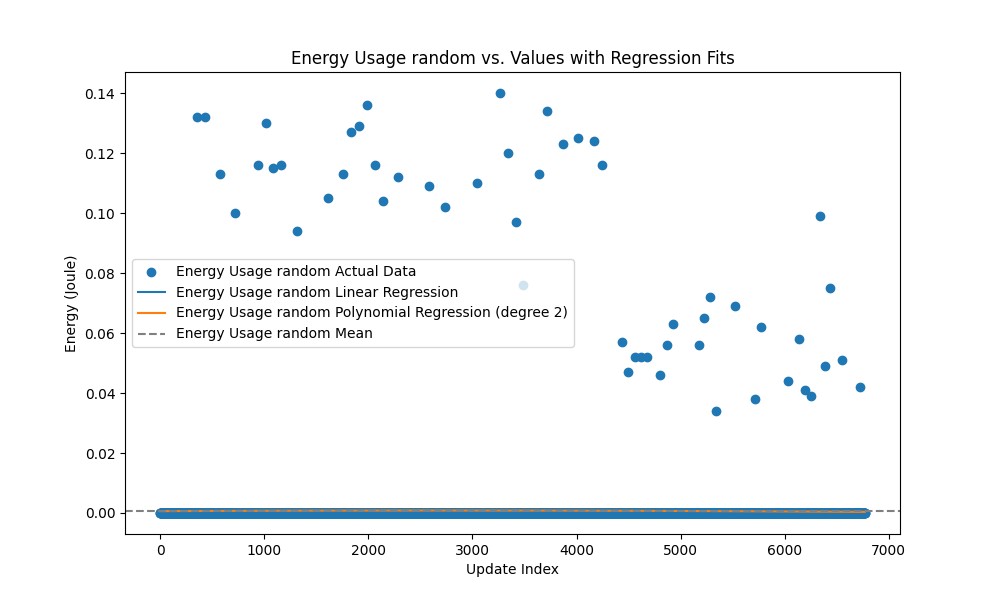 Energy Usage random vs. Values with Regression Fits
0.14
0.12
0.10
0.08
0.06
0.04
0.02
0.00
Energy (Joule)
Energy Usage random Actual Data
Energy Usage random Linear Regression
Energy Usage random Polynomial Regression (degree 2)
Energy Usage random Mean
0 1000 2000 3000 4000 5000 6000 7000
Update Index